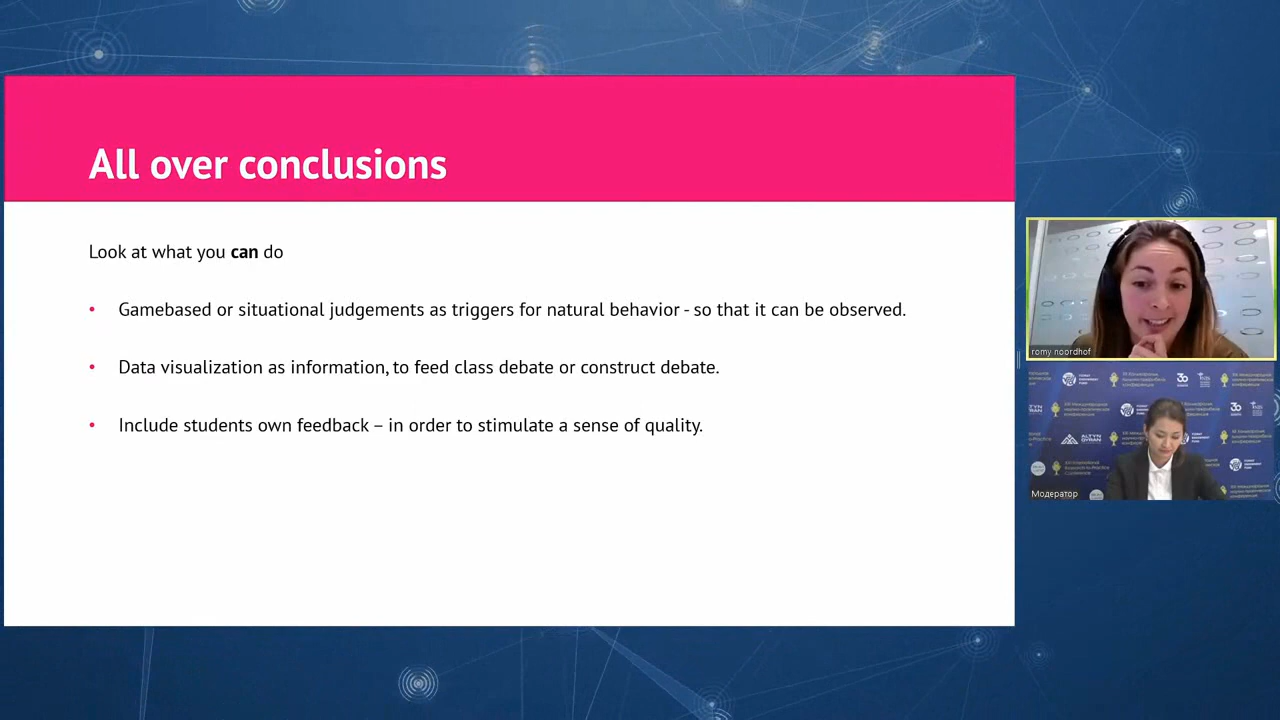 All over conclusions
Look at what you can do
• Gamebased or situational judgements as triggers for natural behavior - so that it can be observed.
• Data visualization as information, to feed class debate or construct debate.
• Include students own feedback – in order to stimulate a sense of quality.
romy noordhof
ALTYN
QYRAN
Модератор